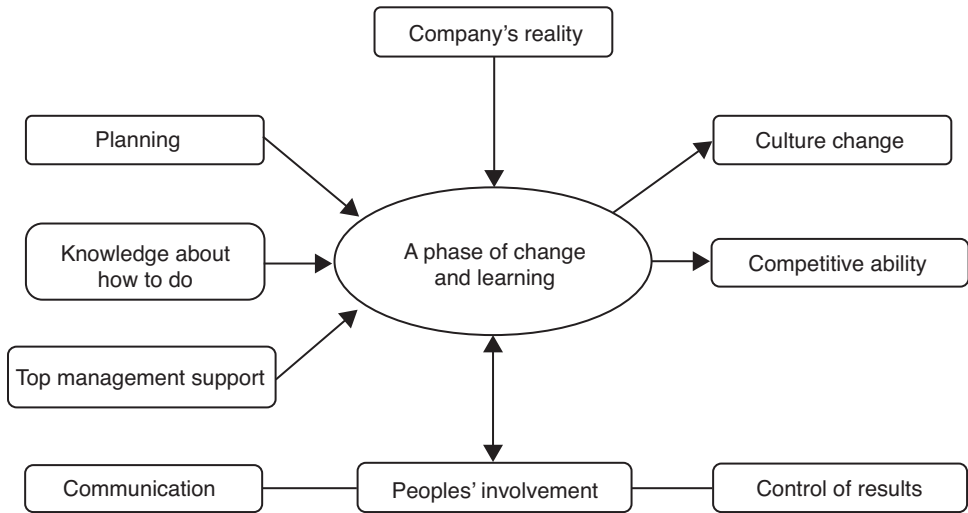 Company’s reality
Planning
Culture change
Knowledge about
how to do
A phase of change
and learning
Competitive ability
Top management support
Communication
Peoples’ involvement
Control of results